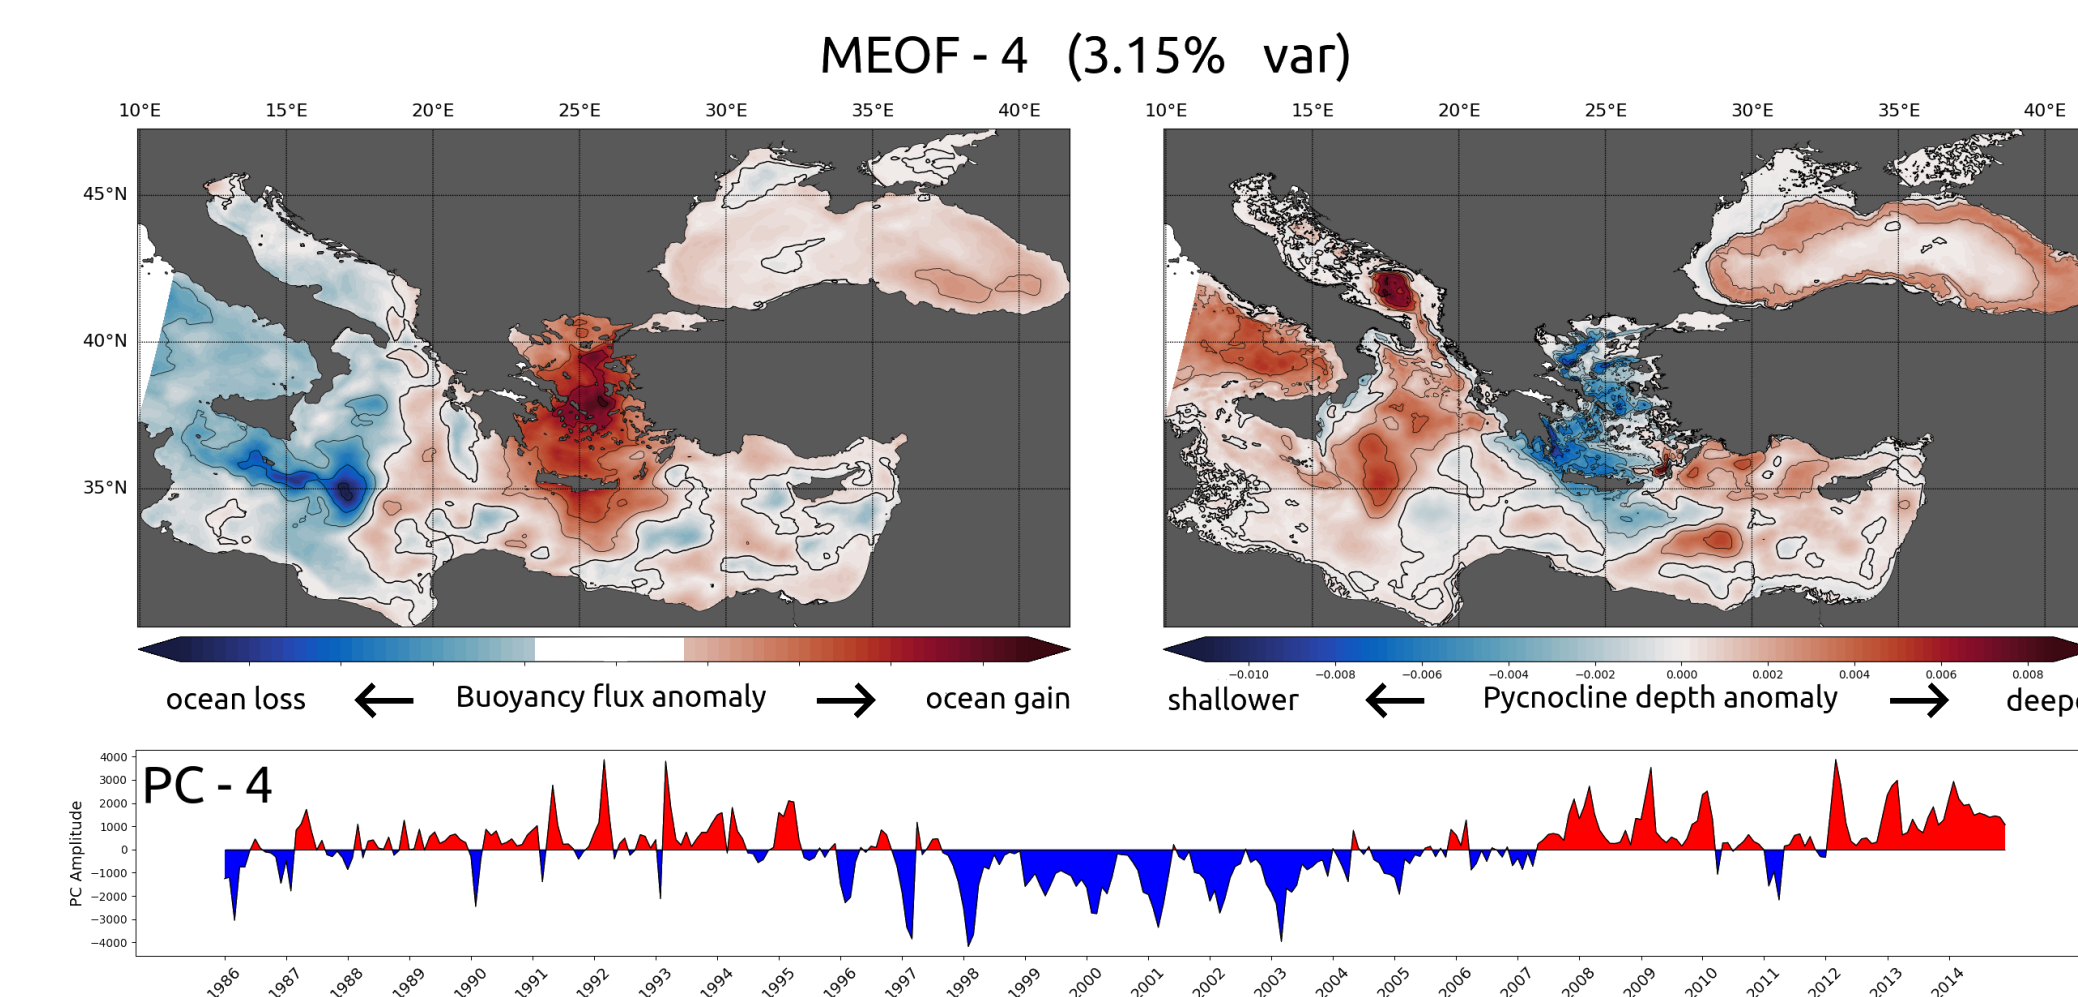 MEOF - 4 (3.15% var)
10°E 15°E 20°E 25°E 30°E 35°E 40°E
10°E 15°E 20°E 25°E 30°E 35°E 40°E
45°N
40°N
35°N
-0.010 -0.008 -0.006 -0.004 -0.002 0.000 0.002 0.004 0.006 0.008
ocean loss Buoyancy flux anomaly ocean gain
shallower Pycnocline depth anomaly deepe
PC - 4
PC Amplitude
4000
3000
2000
1000
0
−1000
−2000
−3000
−4000
1986 1987 1988 1989 1990 1991 1992 1993 1994 1995 1996 1997 1998 1999 2000 2001 2002 2003 2004 2005 2006 2007 2008 2009 2010 2011 2012 2013 2014